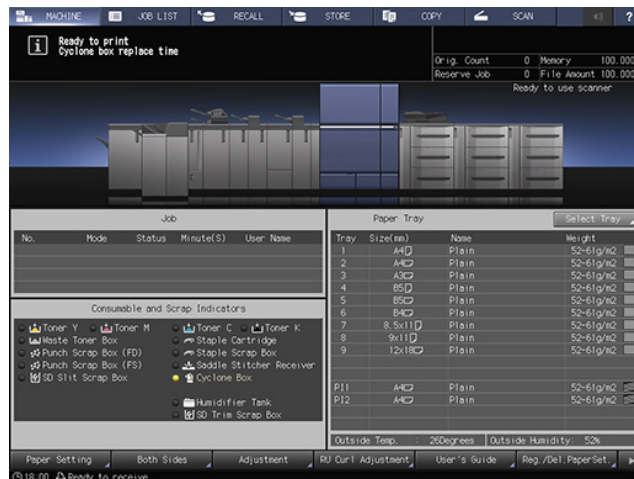 MACHINE JOB LIST RECALL STORE COPY SCAN ?
i Ready to print
Cyclone box replace time
Orig. Count 0 Memory 100.000
Reserve Job 0 File Amount 100.000
Ready to use scanner
Job
No. Mode Status Minute(S) User Name
Consumable and Scrap Indicators
Toner Y Toner M Toner C Toner K
Waste Toner Box Staple Cartridge
Punch Scrap Box (FD) Staple Scrap Box
Punch Scrap Box (FS) Saddle Stitcher Receiver
SD Slit Scrap Box Cyclone Box
Humidifier Tank
SD Trim Scrap Box
Paper Tray Select Tray
Tray Size(mm) Name Weight
1 A4 Plain 52-61g/m2
2 A4 Plain 52-61g/m2
3 A3 Plain 52-61g/m2
4 B5 Plain 52-61g/m2
5 B5 Plain 52-61g/m2
6 B4 Plain 52-61g/m2
7 8.5x11 Plain 52-61g/m2
8 9x11 Plain 52-61g/m2
9 12x18 Plain 52-61g/m2
PI1 A4 Plain 52-61g/m2
PI2 A4 Plain 52-61g/m2
Outside Temp. : 26Degrees Outside Humidity: 52%
Paper Setting Both Sides Adjustment RU Curl Adjustment User's Guide Reg./Del.PaperSet.
18:00 Ready to receive